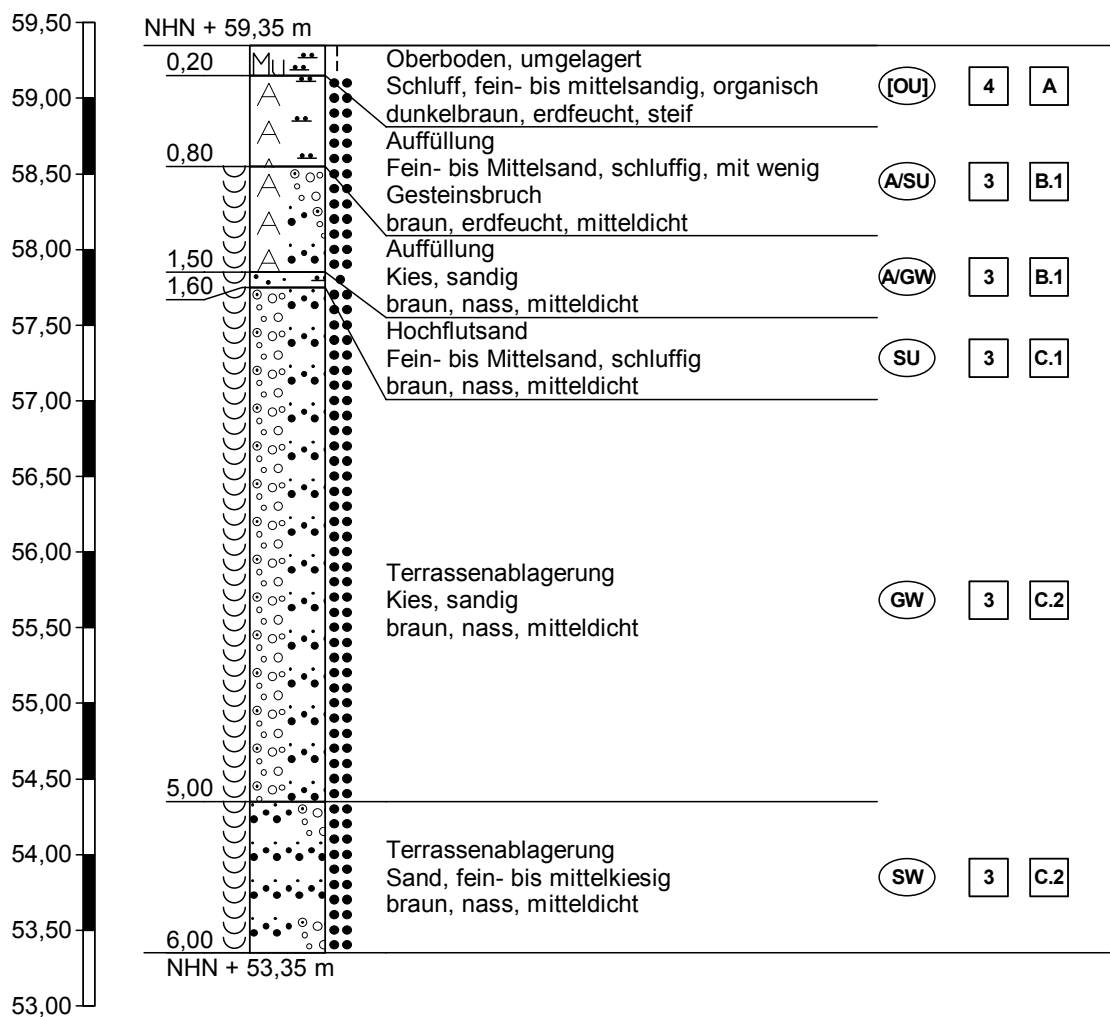 59,50
59,00
58,50
58,00
57,50
57,00
56,50
56,00
55,50
55,00
54,50
54,00
53,50
53,00
NHN + 59,35 m
0,20
0,80
1,50
1,60
5,00
6,00
NHN + 53,35 m
Mu
A
A
A
A
A
A
Oberboden, umgelagert
Schluff, fein- bis mittelsandig, organisch
dunkelbraun, erdfeucht, steif
[OU] 4 A
Auffüllung
Fein- bis Mittelsand, schluffig, mit wenig
Gesteinsbruch
braun, erdfeucht, mitteldicht
A/SU 3 B.1
Auffüllung
Kies, sandig
braun, nass, mitteldicht
A/GW 3 B.1
Hochflutsand
Fein- bis Mittelsand, schluffig
braun, nass, mitteldicht
SU 3 C.1
Terrassenablagerung
Kies, sandig
braun, nass, mitteldicht
GW 3 C.2
Terrassenablagerung
Sand, fein- bis mittelkiesig
braun, nass, mitteldicht
SW 3 C.2